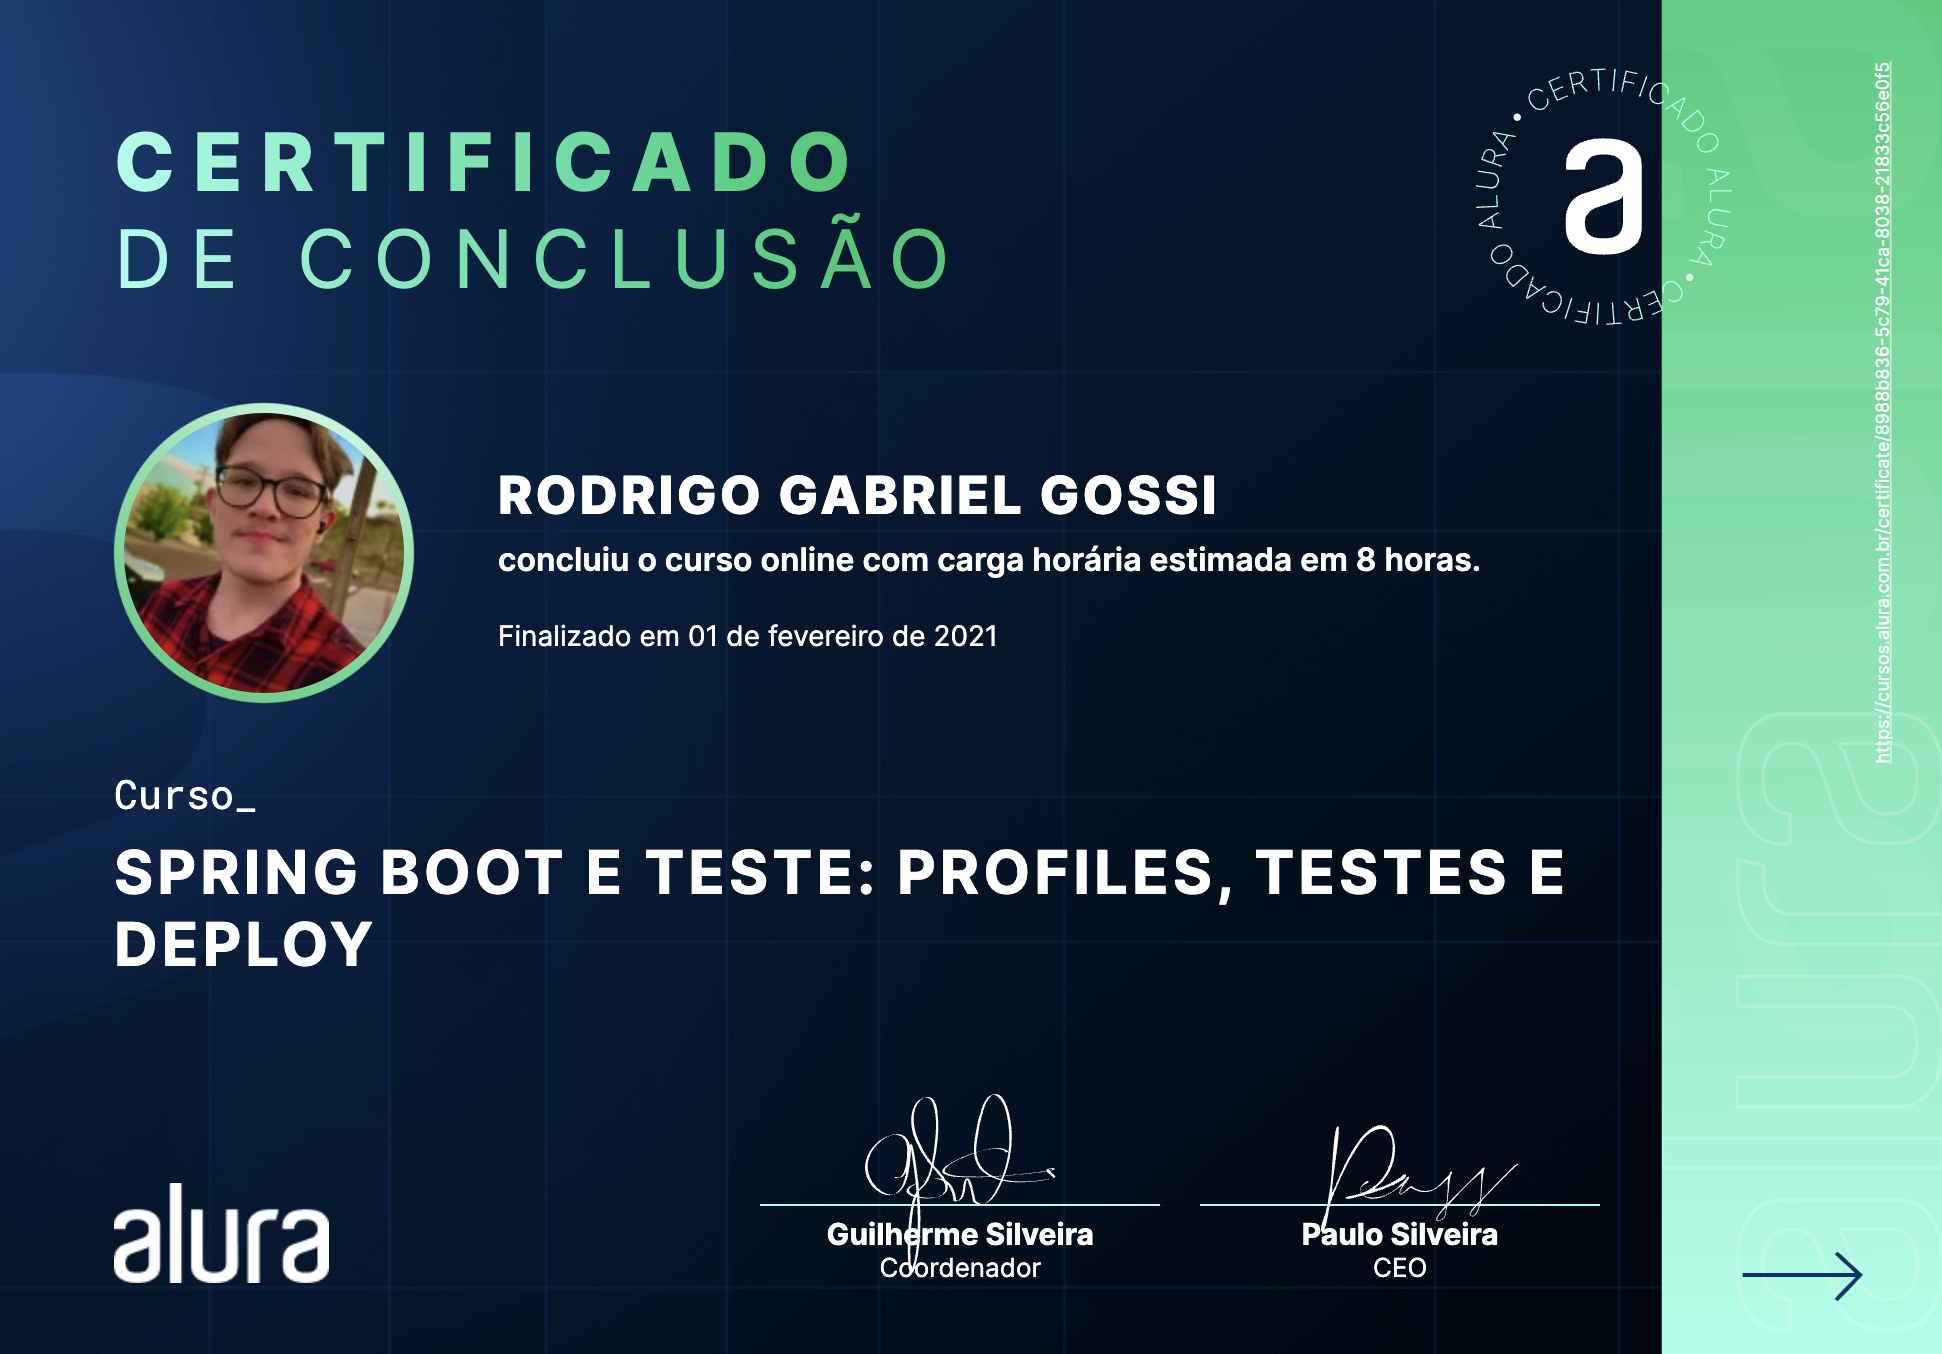 CERTIFICADO
DE CONCLUSÃO
CERTIFICADO ALURA • CERTIFICADO ALURA •
a
https://cursos.alura.com.br/certificate/8988b836-5c79-41ca-8038-21833c56e0f5
RODRIGO GABRIEL GOSSI
concluiu o curso online com carga horária estimada em 8 horas.
Finalizado em 01 de fevereiro de 2021
Curso_
SPRING BOOT E TESTE: PROFILES, TESTES E
DEPLOY
alura
Guilherme Silveira
Coordenador
Paulo Silveira
CEO
alura